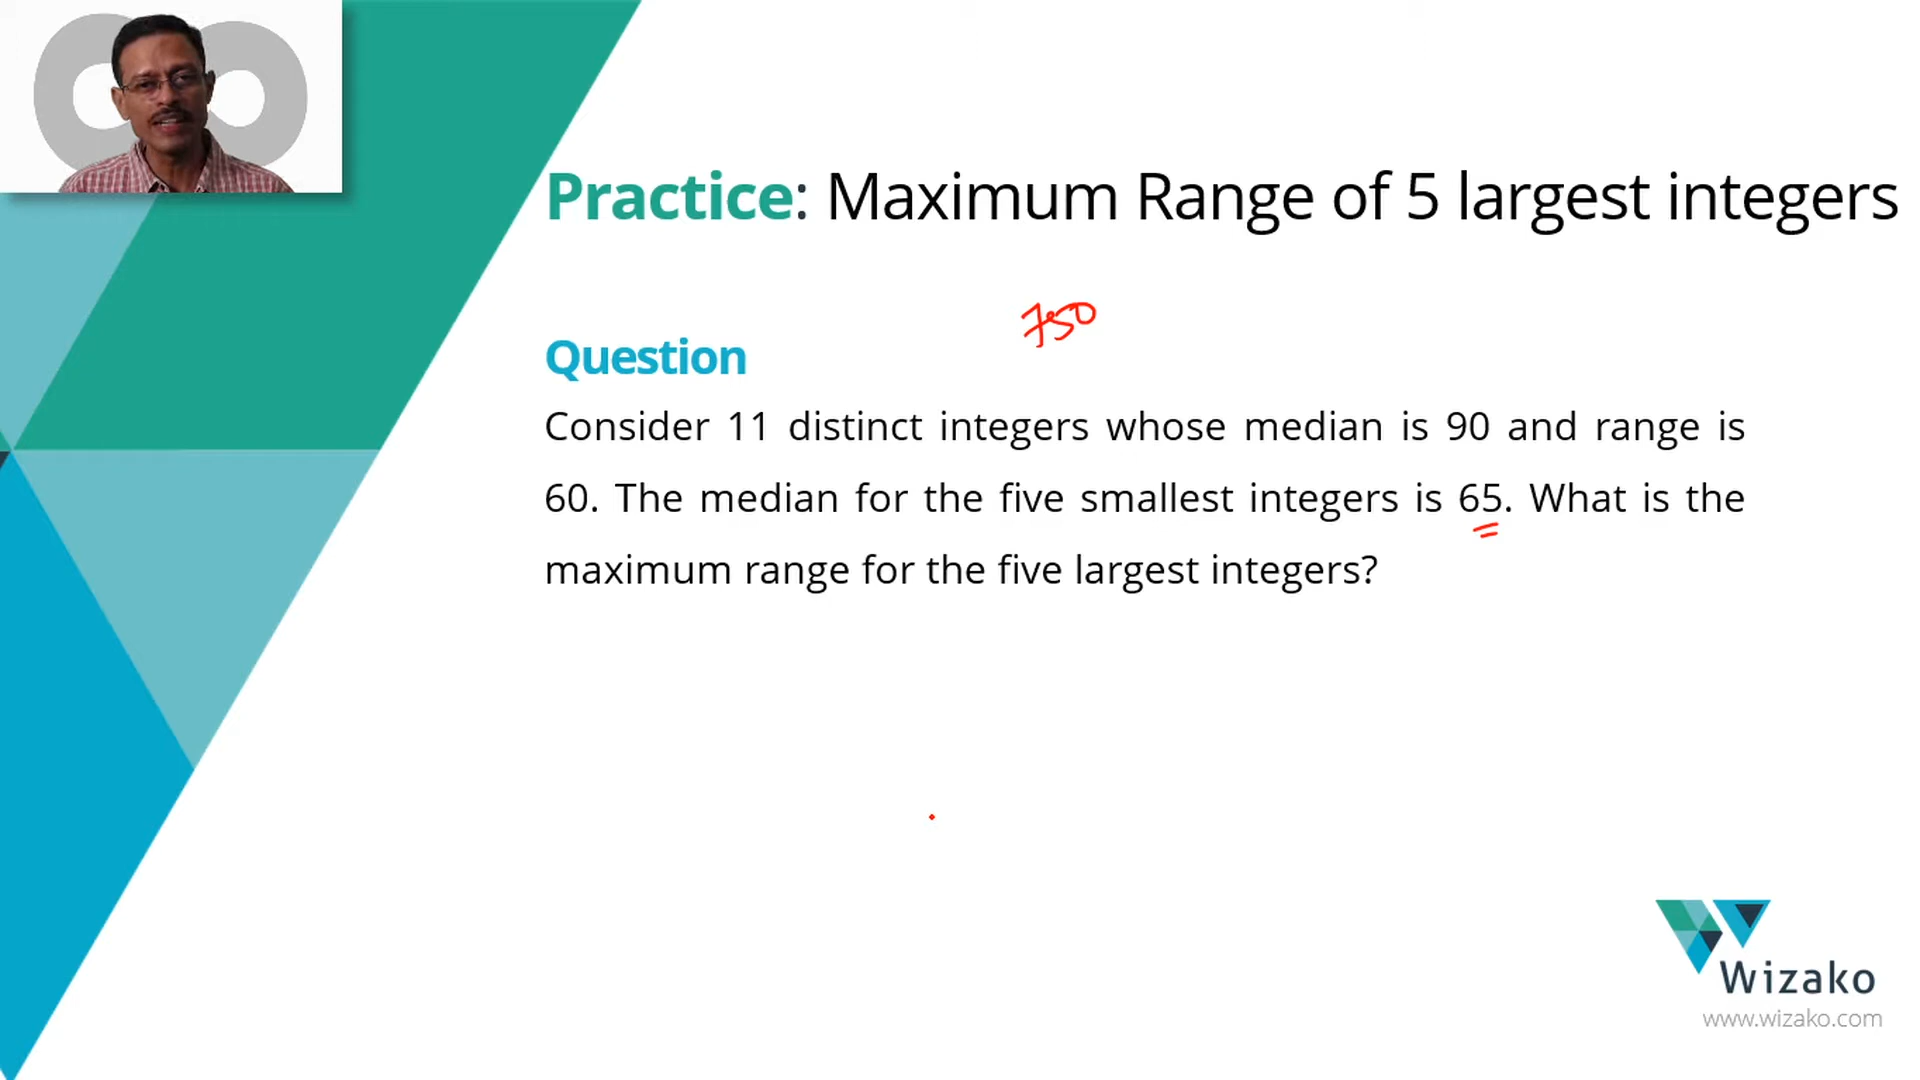 Practice: Maximum Range of 5 largest integers
750
Question
Consider 11 distinct integers whose median is 90 and range is
60. The median for the five smallest integers is 65. What is the
maximum range for the five largest integers?
Wizako
www.wizako.com